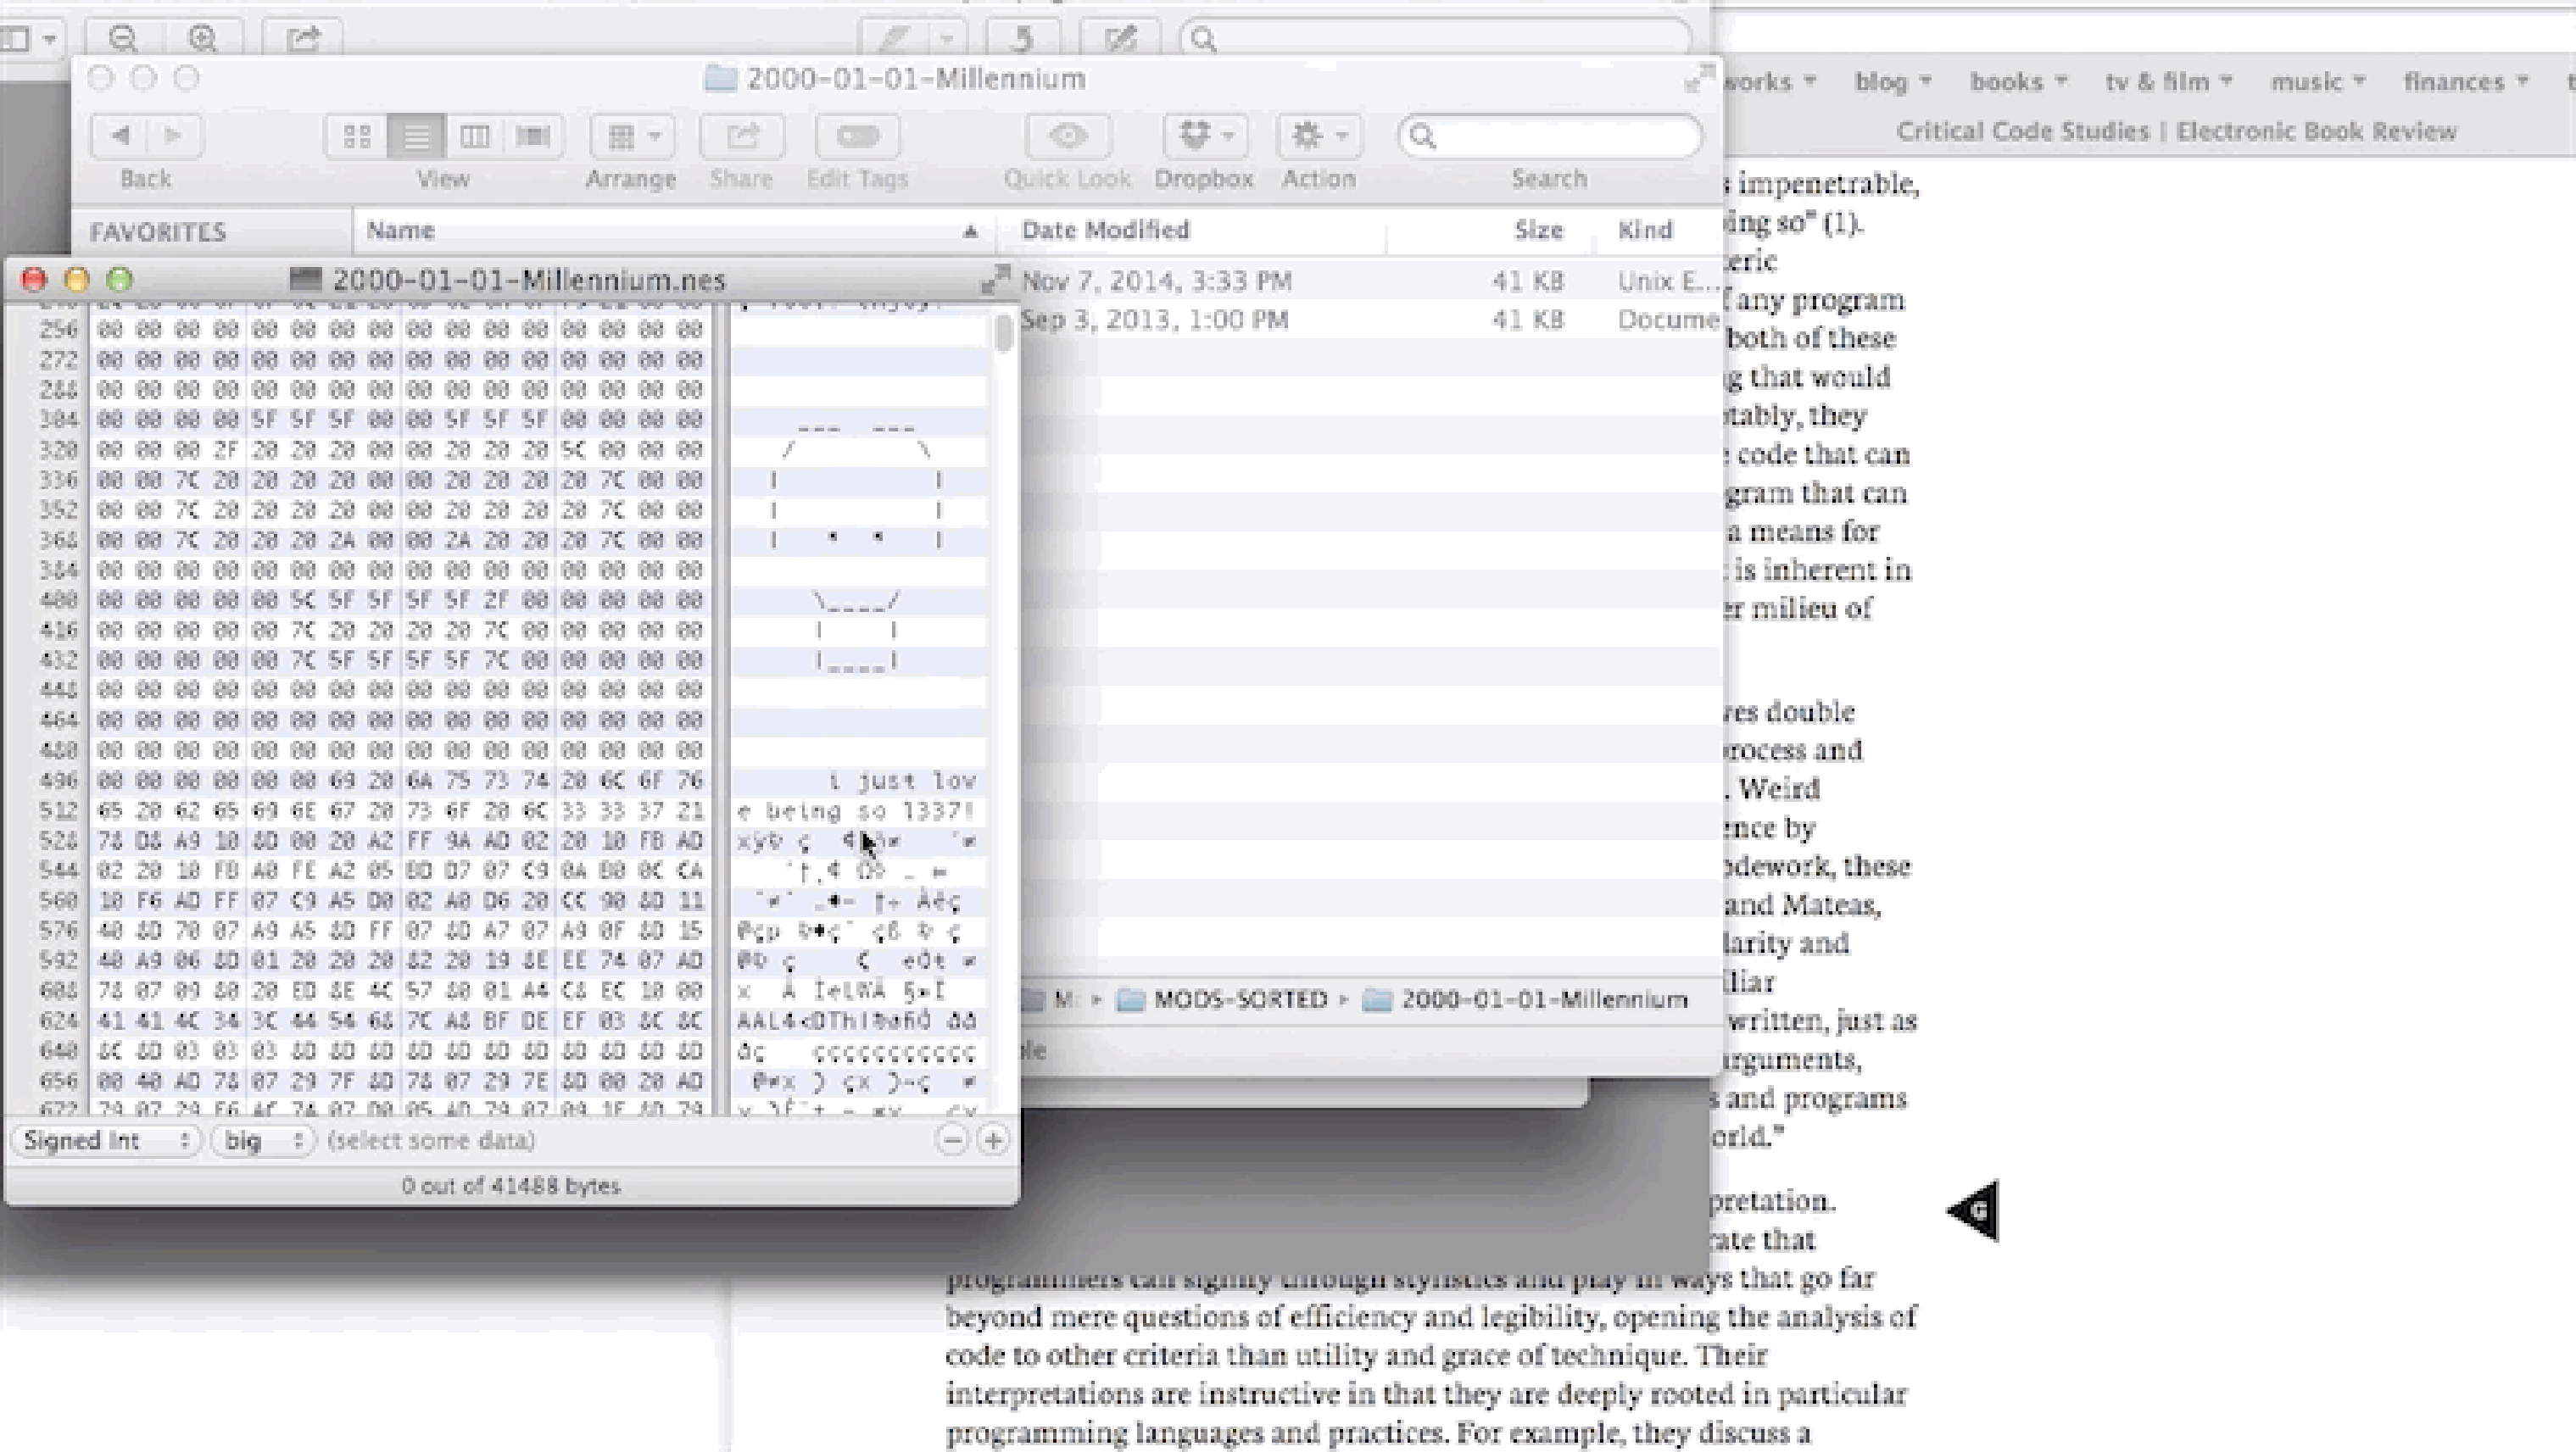 2000-01-01-Millennium
works blog books tv & film music finances
Critical Code Studies | Electronic Book Review
Back View Arrange Share Edit Tags Quick Look Dropbox Action Search
FAVORITES Name Date Modified Size Kind
2000-01-01-Millennium.nes
Nov 7, 2014, 3:33 PM 41 KB Unix E...
Sep 3, 2013, 1:00 PM 41 KB Docume
256 00 00 00 00 00 00 00 00 00 00 00 00 00 00 00 00
272 00 00 00 00 00 00 00 00 00 00 00 00 00 00 00 00
288 00 00 00 00 00 00 00 00 00 00 00 00 00 00 00 00
304 00 00 00 00 5F 5F 5F 00 00 5F 5F 5F 00 00 00 00 ___ ___
320 00 00 00 2F 20 20 20 00 00 20 20 20 5C 00 00 00 / \
336 00 00 7C 20 20 20 20 00 00 20 20 20 20 7C 00 00 | |
352 00 00 7C 20 20 20 20 00 00 20 20 20 20 7C 00 00 | |
368 00 00 7C 20 20 20 2A 00 00 2A 20 20 20 7C 00 00 | * * |
384 00 00 00 00 00 00 00 00 00 00 00 00 00 00 00 00
400 00 00 00 00 00 5C 5F 5F 5F 5F 2F 00 00 00 00 00 \____/
416 00 00 00 00 00 7C 20 20 20 20 7C 00 00 00 00 00 | |
432 00 00 00 00 00 7C 5F 5F 5F 5F 7C 00 00 00 00 00 |____|
448 00 00 00 00 00 00 00 00 00 00 00 00 00 00 00 00
464 00 00 00 00 00 00 00 00 00 00 00 00 00 00 00 00
480 00 00 00 00 00 00 00 00 00 00 00 00 00 00 00 00
496 00 00 00 00 00 00 69 20 6A 75 73 74 20 6C 6F 76 i just lov
512 65 20 62 65 69 6E 67 20 73 6F 20 6C 33 33 37 21 e being so l337!
528 78 D8 A9 10 8D 00 20 A2 FF 9A AD 02 20 10 FB AD
544 02 20 10 FB A0 FE A2 05 BD D7 07 C9 0A B0 0C CA
560 10 F6 AD FF 07 C9 A5 D0 02 A0 D6 20 CC 90 8D 11
576 40 8D 70 07 A9 A5 8D FF 07 8D A7 07 A9 0F 8D 15
592 40 A9 06 8D 01 20 20 20 82 20 19 8E EE 74 07 AD
608 78 07 09 80 20 ED 8E 4C 57 80 01 A4 C8 EC 10 00
624 41 41 4C 34 3C 44 54 68 7C A8 BF DE EF 03 8C 8C
640 8C 8D 03 03 03 8D 8D 8D 8D 8D 8D 8D 8D 8D 8D 8D
656 00 40 AD 78 07 29 7F 8D 78 07 29 7E 8D 00 20 AD
Signed Int big (select some data)
0 out of 41488 bytes
MODS-SORTED 2000-01-01-Millennium
impenetrable,
so" (1).
any program
both of these
that would
they
code that can
that can
a means for
is inherent in
milieu of
double
and
Weird
by
these
and Mateas,
and
written, just as
and programs
that
programmers can signify through stylistics and play in ways that go far
beyond mere questions of efficiency and legibility, opening the analysis of
code to other criteria than utility and grace of technique. Their
interpretations are instructive in that they are deeply rooted in particular
programming languages and practices. For example, they discuss a